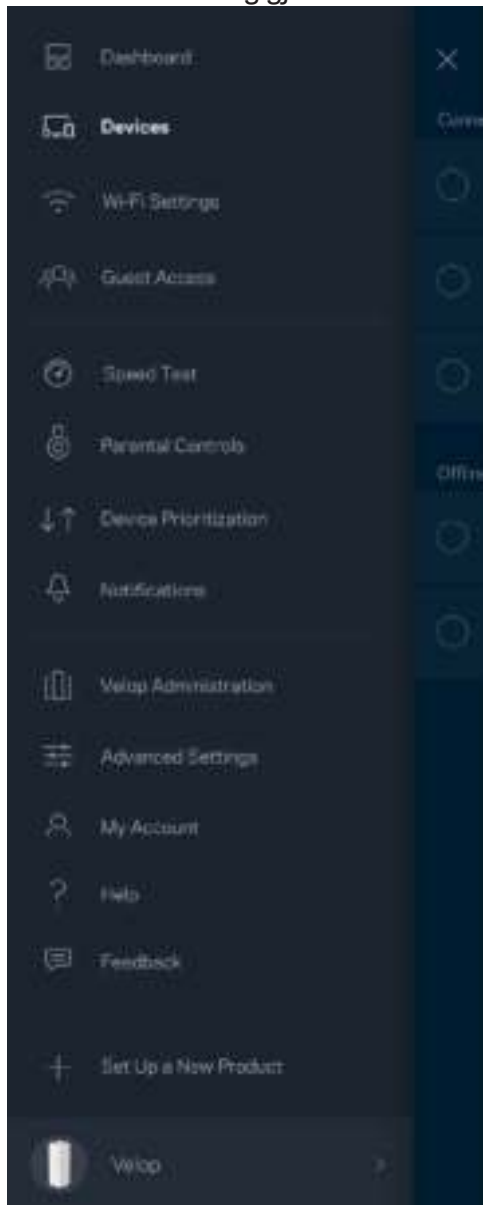 Dashboard
Devices
Wi-Fi Settings
Guest Access
Speed Test
Parental Controls
Device Prioritization
Notifications
Velop Administration
Advanced Settings
My Account
? Help
Feedback
Set Up a New Product
Velop